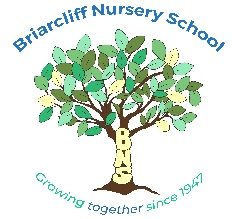 Briarcliff Nursery School
BNS
Growing together since 1947